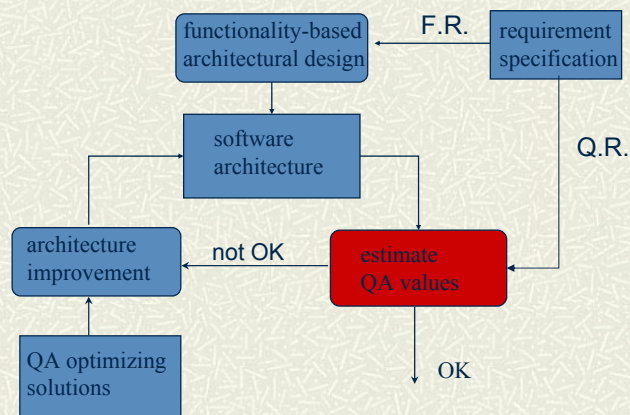 functionality-based
architectural design
F.R.
requirement
specification
software
architecture
Q.R.
architecture
improvement
not OK
estimate
QA values
QA optimizing
solutions
OK